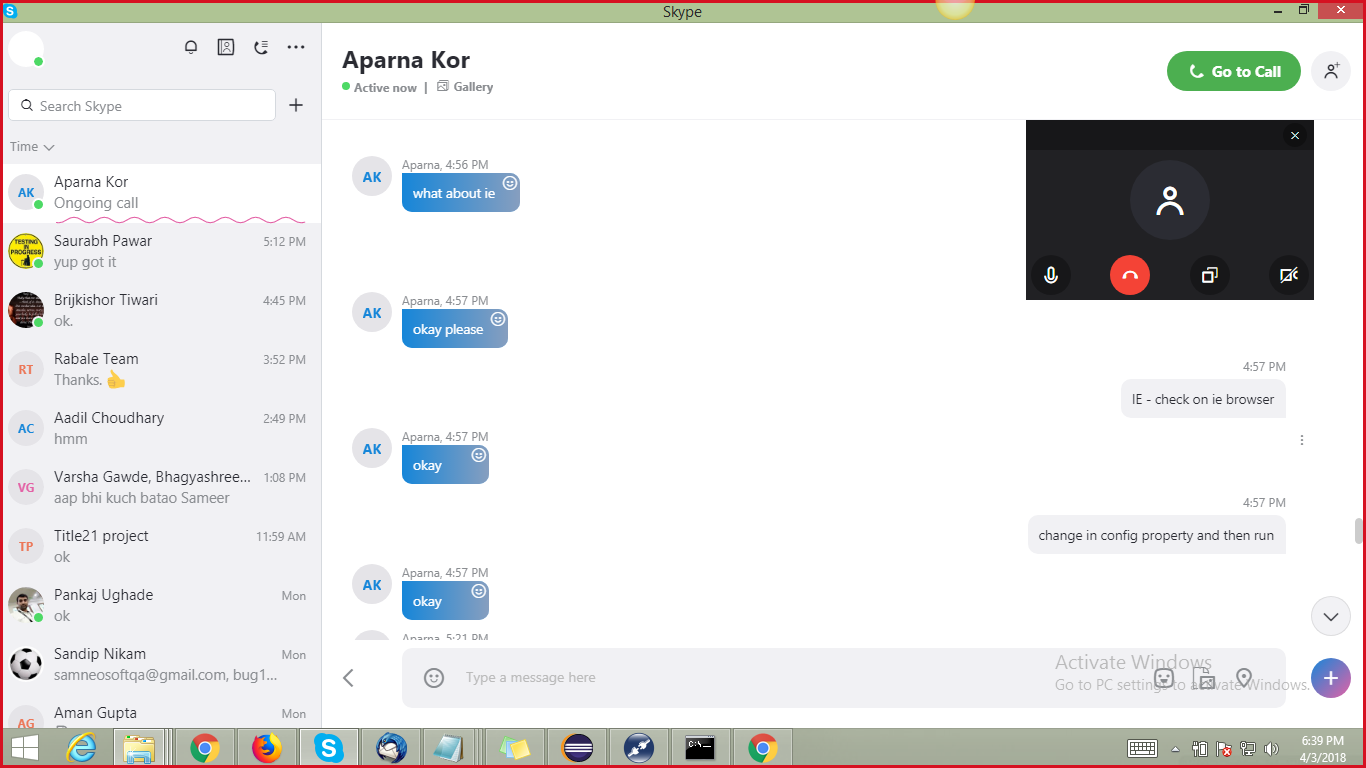 Skype
Search Skype
Time
AK
Aparna Kor
Ongoing call
TESTING
IN
PROGRESS
Saurabh Pawar
5:12 PM
yup got it
Brijkishor Tiwari
4:45 PM
ok.
RT
Rabale Team
3:52 PM
Thanks.
AC
Aadil Choudhary
2:49 PM
hmm
VG
Varsha Gawde, Bhagyashree...
1:08 PM
aap bhi kuch batao Sameer
TP
Title21 project
11:59 AM
ok
Pankaj Ughade
Mon
ok
Sandip Nikam
Mon
samneosoftqa@gmail.com, bug1...
AG
Aman Gupta
Mon
Aparna Kor
Active now | Gallery
Go to Call
Aparna, 4:56 PM
AK
what about ie
Aparna, 4:57 PM
AK
okay please
4:57 PM
IE - check on ie browser
Aparna, 4:57 PM
AK
okay
4:57 PM
change in config property and then run
Aparna, 4:57 PM
AK
okay
Aparna, 5:21 PM
Type a message here
Activate Windows
Go to PC settings to activate Windows.
6:39 PM
4/3/2018